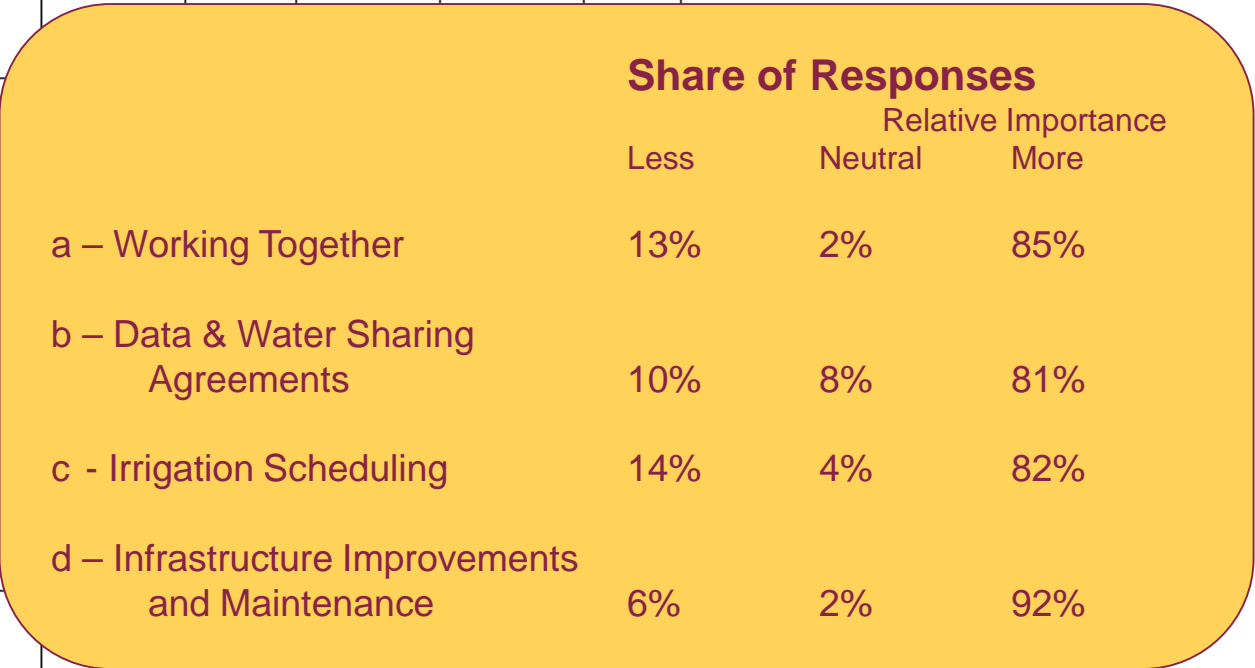 Share of Responses
Relative Importance
Less Neutral More
a – Working Together 13% 2% 85%
b – Data & Water Sharing
Agreements 10% 8% 81%
c - Irrigation Scheduling 14% 4% 82%
d – Infrastructure Improvements
and Maintenance 6% 2% 92%